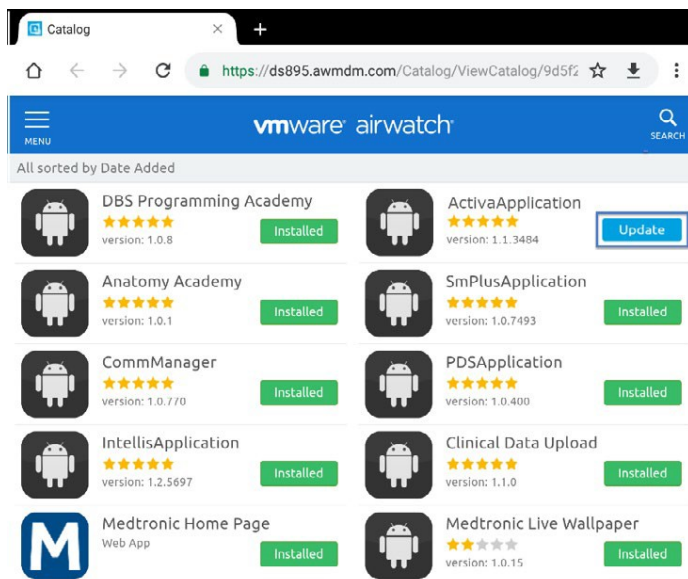 Catalog
https://ds895.awmdm.com/Catalog/ViewCatalog/9d5f2
MENU
vmware airwatch
SEARCH
All sorted by Date Added
DBS Programming Academy
version: 1.0.8
Installed
ActivaApplication
version: 1.1.3484
Update
Anatomy Academy
version: 1.0.1
Installed
SmPlusApplication
version: 1.0.7493
Installed
CommManager
version: 1.0.770
Installed
PDSApplication
version: 1.0.400
Installed
IntellisApplication
version: 1.2.5697
Installed
Clinical Data Upload
version: 1.1.0
Installed
M
Medtronic Home Page
Web App
Installed
Medtronic Live Wallpaper
version: 1.0.15
Installed